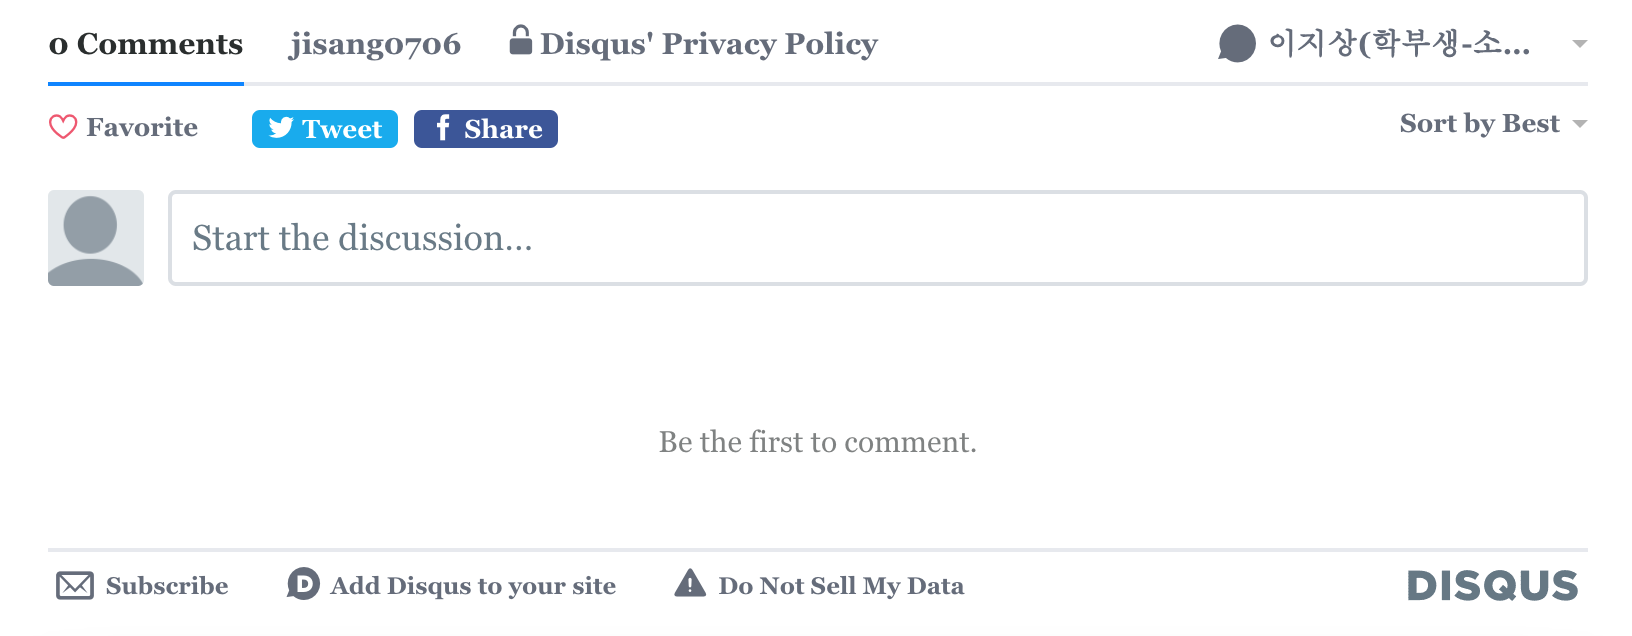 0 Comments jisang0706 Disqus' Privacy Policy 이지상(학부생-소...
Favorite Tweet f Share Sort by Best
Start the discussion...
Be the first to comment.
Subscribe D Add Disqus to your site Do Not Sell My Data DISQUS